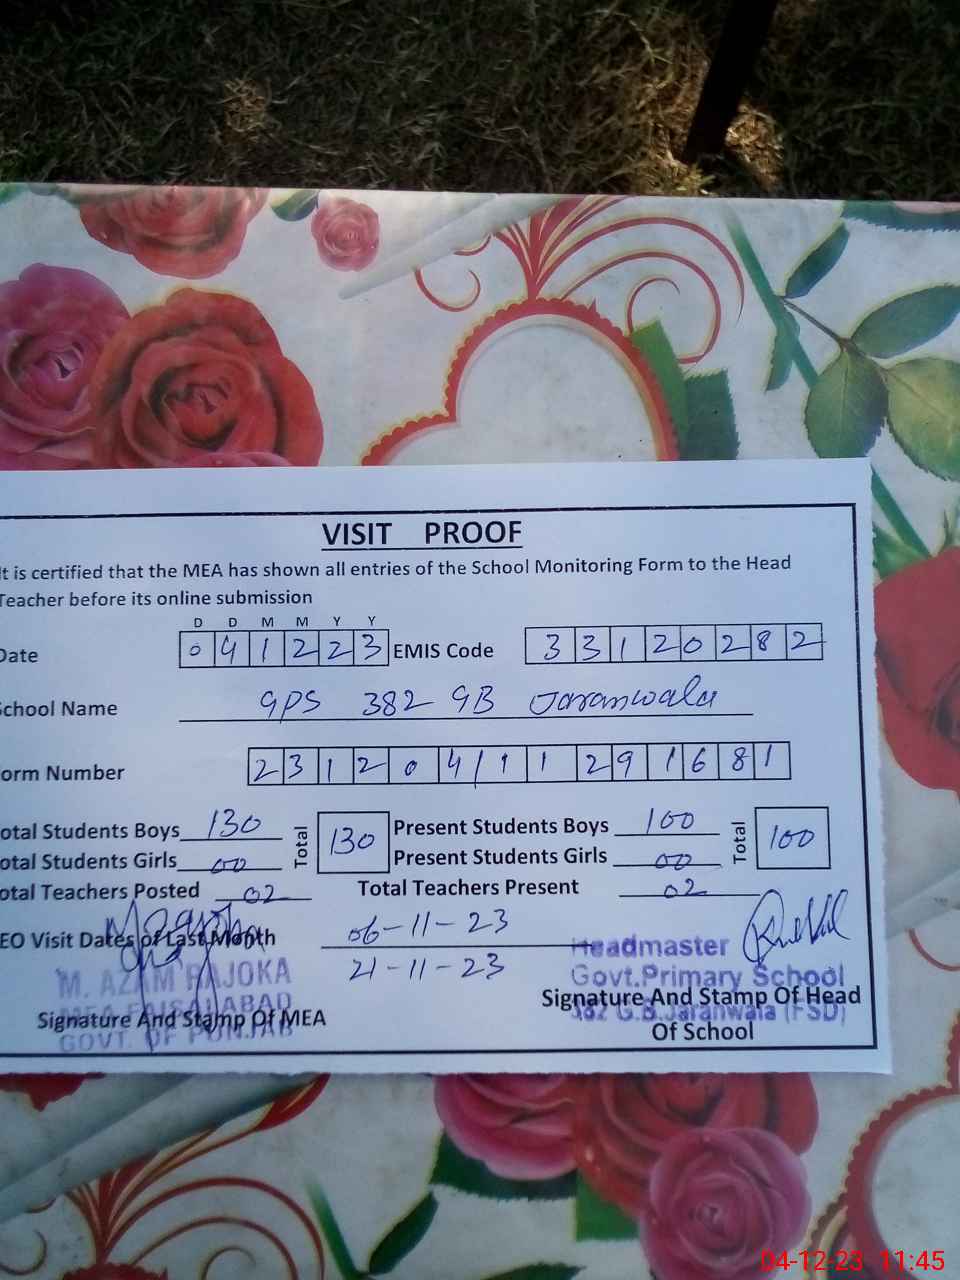 VISIT PROOF
It is certified that the MEA has shown all entries of the School Monitoring Form to the Head
Teacher before its online submission
D D M M Y Y
Date 0 4 1 2 2 3 EMIS Code 3 3 1 2 0 2 8 2
School Name GPS 382 GB Jaranwala
orm Number 2 3 1 2 0 4 / 1 1 2 9 1 6 8 1
otal Students Boys 130 Total 130 Present Students Boys 100 Total 100
otal Students Girls 00 Present Students Girls 00
otal Teachers Posted 02 Total Teachers Present 02
EO Visit Dates of Last Month 06-11-23
21-11-23
M. AZAM RAJOKA
MEA FAISALABAD
GOVT. OF PUNJAB
Signature And Stamp Of MEA
Headmaster
Govt.Primary School
382 G.B.Jaranwala (FSD)
Signature And Stamp Of Head
Of School
04-12-23 11:45